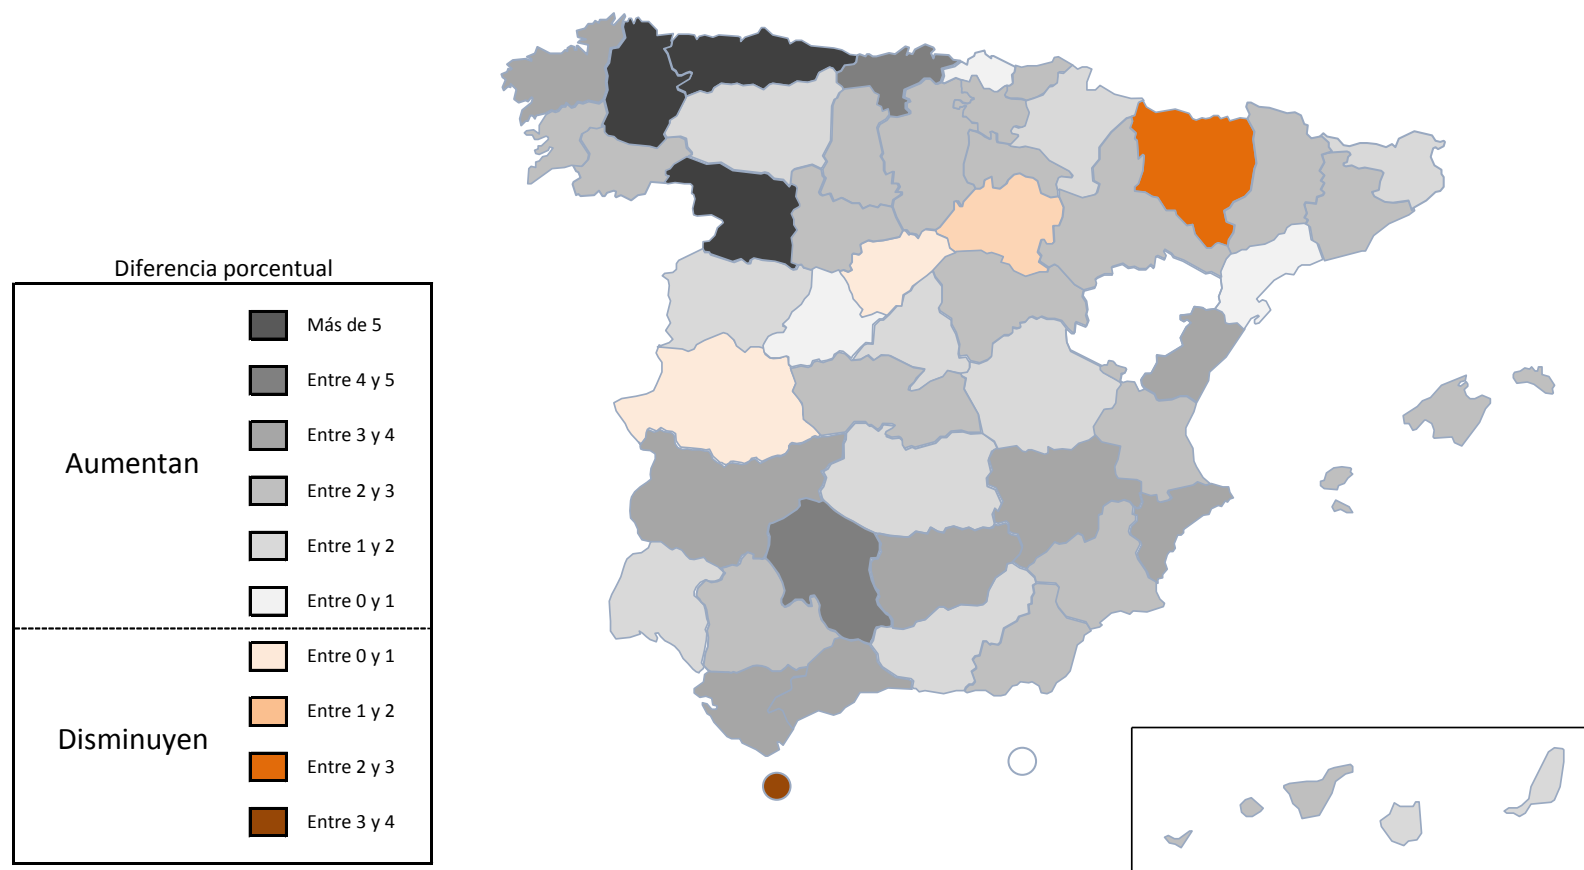 Diferencia porcentual
Aumentan
Más de 5
Entre 4 y 5
Entre 3 y 4
Entre 2 y 3
Entre 1 y 2
Entre 0 y 1
Disminuyen
Entre 0 y 1
Entre 1 y 2
Entre 2 y 3
Entre 3 y 4